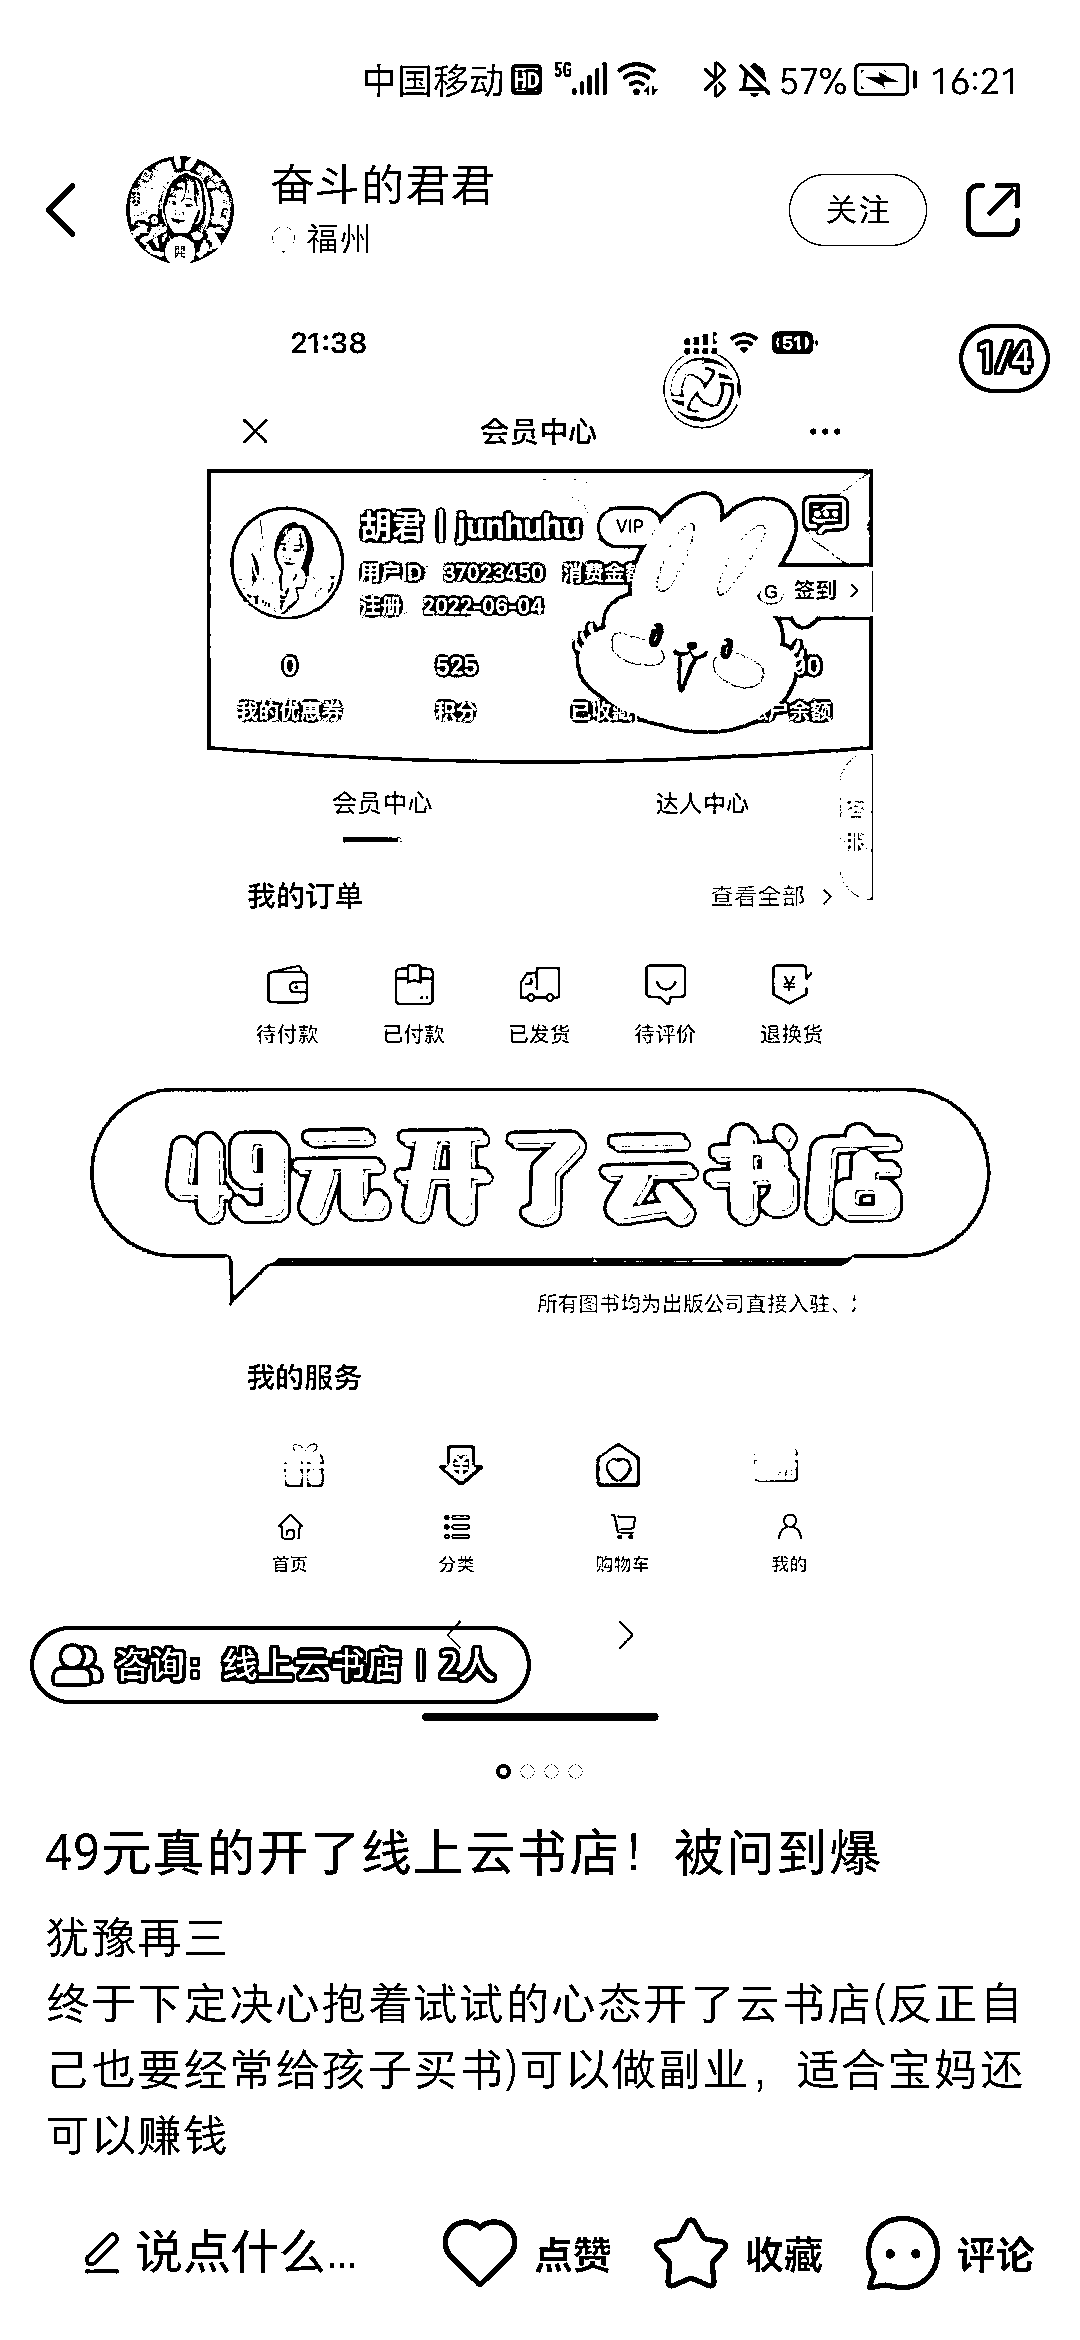 中国移动 HD 5G 57% 16:21
奋斗的君君
福州
关注
21:38
51
1/4
会员中心
胡君 | junhuhu VIP
用户ID 37023450 消费金额
注册 2022-06-04
签到
0
525
我的优惠券
积分
已收藏
账户余额
会员中心
达人中心
我的订单
查看全部
待付款
已付款
已发货
待评价
退换货
49元开了云书店
所有图书均为出版公司直接入驻、
我的服务
首页
分类
购物车
我的
咨询：线上云书店 | 2人
49元真的开了线上云书店！被问到爆
犹豫再三
终于下定决心抱着试试的心态开了云书店(反正自
己也要经常给孩子买书)可以做副业，适合宝妈还
可以赚钱
说点什么...
点赞
收藏
评论